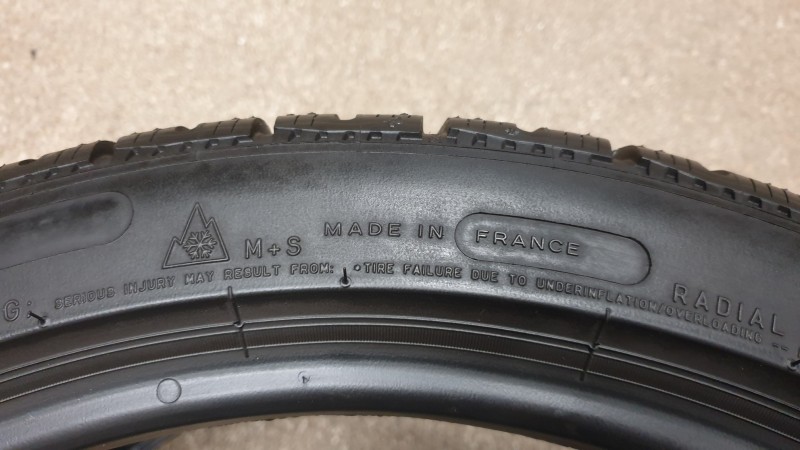 M+S MADE IN FRANCE
RADIAL
G: SERIOUS INJURY MAY RESULT FROM: •TIRE FAILURE DUE TO UNDERINFLATION/OVERLOADING --